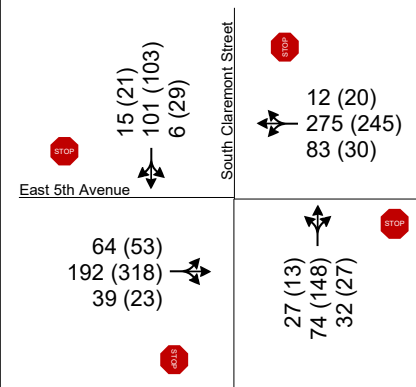 STOP
15 (21)
101 (103)
6 (29)
South Claremont Street
STOP
12 (20)
275 (245)
83 (30)
East 5th Avenue
64 (53)
192 (318)
39 (23)
STOP
27 (13)
74 (148)
32 (27)
STOP